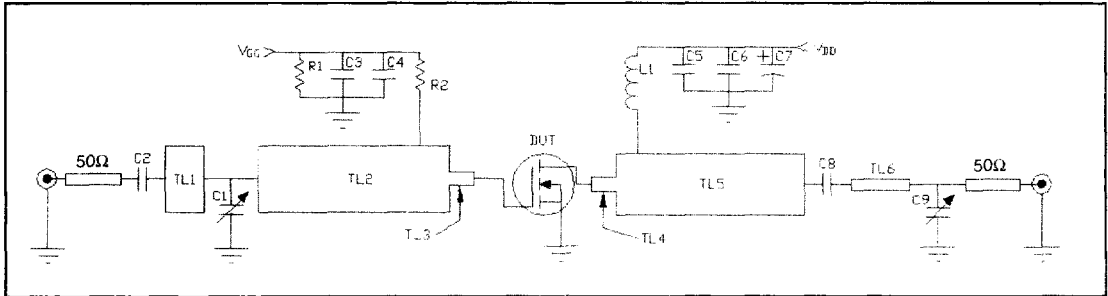 VGG
R1
C3
C4
R2
L1
C5
C6
+
C7
VDD
DUT
50Ω
C2
TL1
C1
TL2
TL3
TL4
TL5
C8
TL6
C9
50Ω